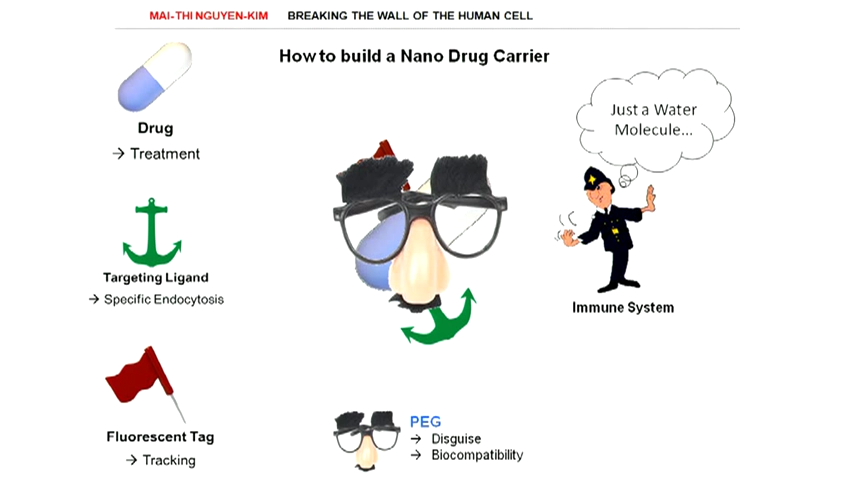 MAI-THI NGUYEN-KIM BREAKING THE WALL OF THE HUMAN CELL
How to build a Nano Drug Carrier
Drug
→ Treatment
Targeting Ligand
→ Specific Endocytosis
Fluorescent Tag
→ Tracking
PEG
→ Disguise
→ Biocompatibility
Just a Water
Molecule...
Immune System